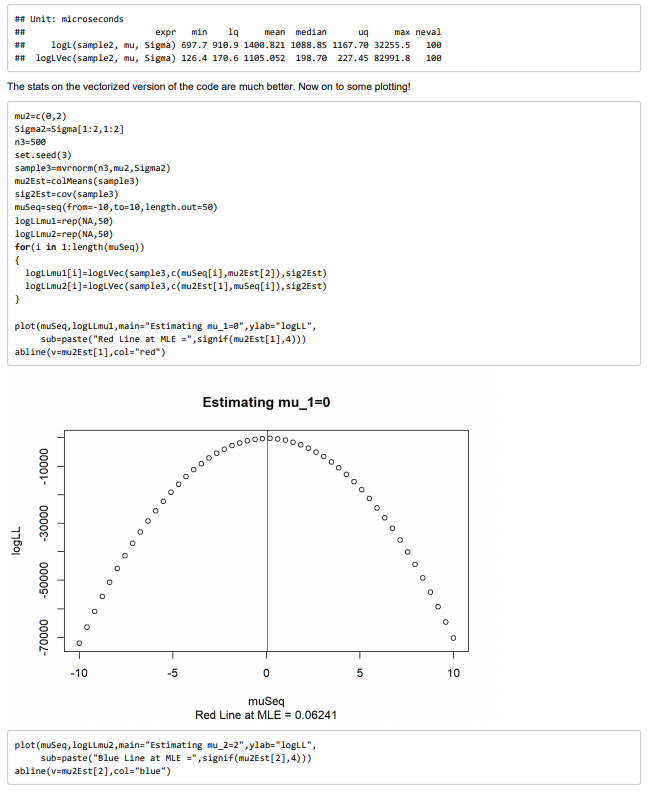 ## Unit: microseconds
## expr min lq mean median uq max neval
## logL(sample2, mu, Sigma) 697.7 910.9 1400.821 1088.85 1167.70 32255.5 100
## logLVec(sample2, mu, Sigma) 126.4 170.6 1105.052 198.70 227.45 82991.8 100
The stats on the vectorized version of the code are much better. Now on to some plotting!
mu2=c(0,2)
Sigma2=Sigma[1:2,1:2]
n3=500
set.seed(3)
sample3=mvrnorm(n3,mu2,Sigma2)
mu2Est=colMeans(sample3)
sig2Est=cov(sample3)
muSeq=seq(from=-10,to=10,length.out=50)
logLLmu1=rep(NA,50)
logLLmu2=rep(NA,50)
for(i in 1:length(muSeq))
{
logLLmu1[i]=logLVec(sample3,c(muSeq[i],mu2Est[2]),sig2Est)
logLLmu2[i]=logLVec(sample3,c(mu2Est[1],muSeq[i]),sig2Est)
}
plot(muSeq,logLLmu1,main="Estimating mu_1=0",ylab="logLL",
sub=paste("Red Line at MLE =",signif(mu2Est[1],4)))
abline(v=mu2Est[1],col="red")
Estimating mu_1=0
logLL
-10000
-30000
-50000
-70000
-10 -5 0 5 10
muSeq
Red Line at MLE = 0.06241
plot(muSeq,logLLmu2,main="Estimating mu_2=2",ylab="logLL",
sub=paste("Blue Line at MLE =",signif(mu2Est[2],4)))
abline(v=mu2Est[2],col="blue")